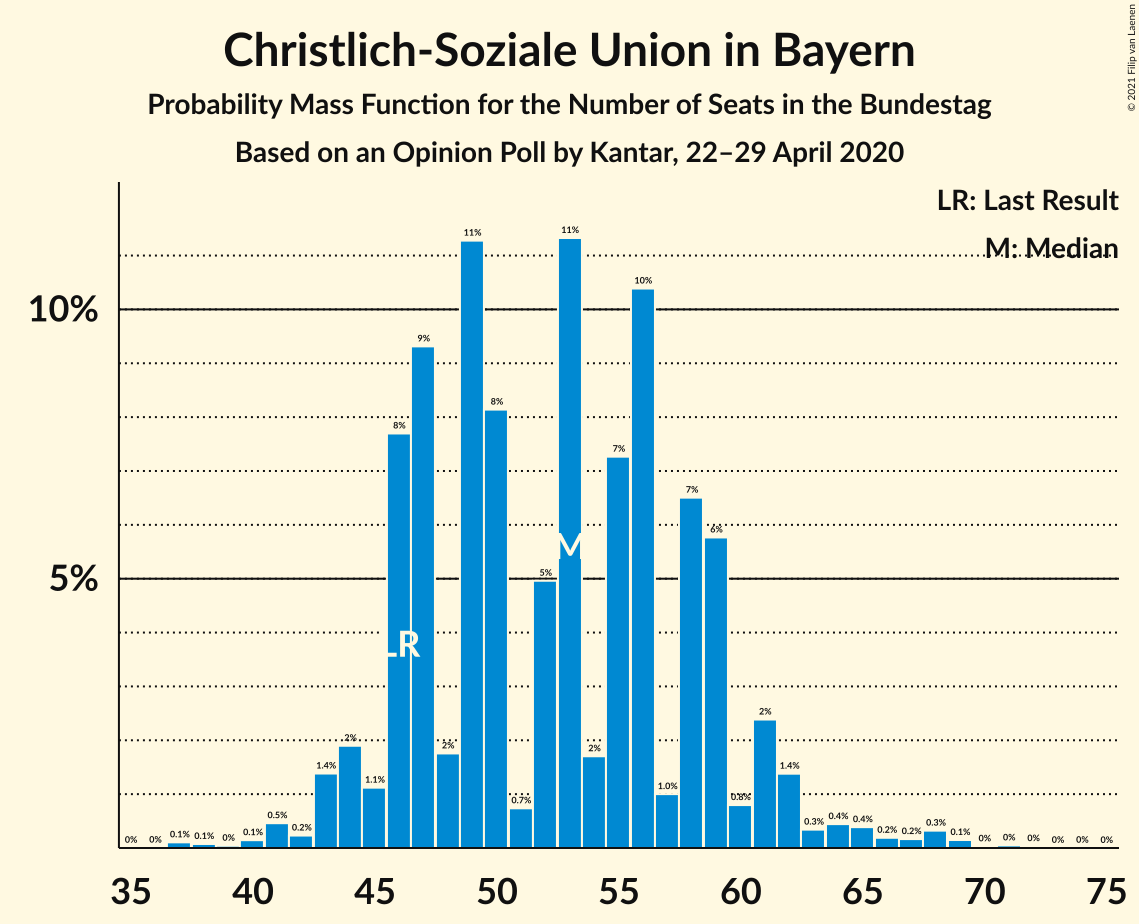 Christlich-Soziale Union in Bayern
Probability Mass Function for the Number of Seats in the Bundestag
Based on an Opinion Poll by Kantar, 22–29 April 2020
© 2021 Filip van Laenen
LR: Last Result
M: Median
10%
5%
0% 0% 0.1% 0.1% 0% 0.1% 0.5% 0.2% 1.4% 2% 1.1% 8% 9% 2% 11% 8% 0.7% 5% 11% 2% 7% 10% 1.0% 7% 6% 0.8% 2% 1.4% 0.3% 0.4% 0.4% 0.2% 0.2% 0.3% 0.1% 0% 0% 0% 0% 0% 0%
LR
M
35 40 45 50 55 60 65 70 75